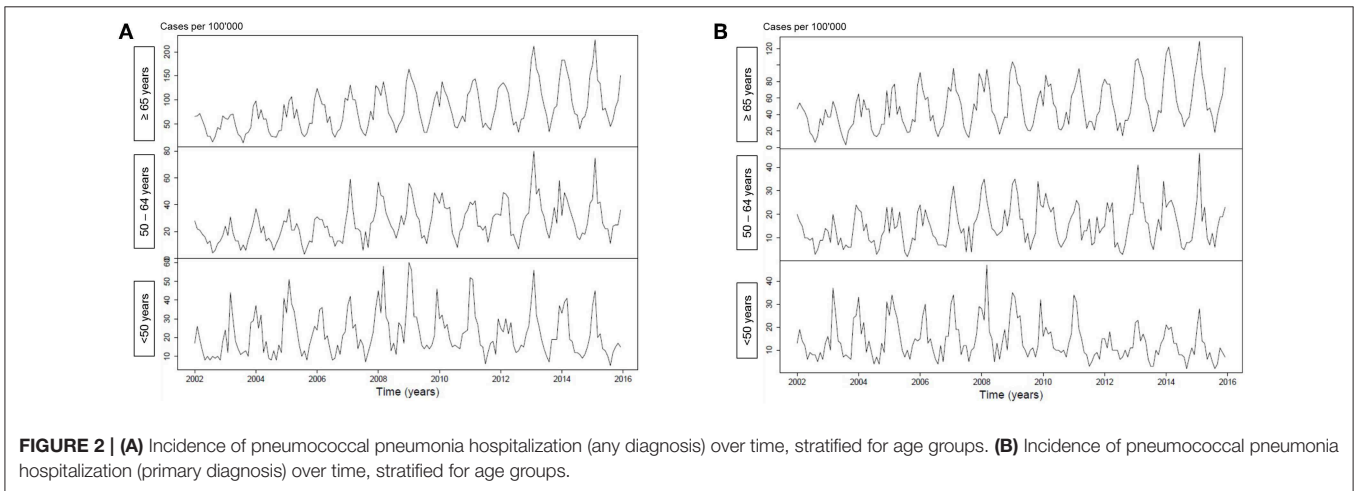 A
Cases per 100'000
≥ 65 years
200
150
100
50
50 – 64 years
80
60
40
20
<50 years
60
50
40
30
20
10
2002 2004 2006 2008 2010 2012 2014 2016
Time (years)
B
Cases per 100'000
≥ 65 years
120
80
60
40
20
0
50 – 64 years
40
30
20
10
<50 years
40
30
20
10
2002 2004 2006 2008 2010 2012 2014 2016
Time (years)
FIGURE 2 | (A) Incidence of pneumococcal pneumonia hospitalization (any diagnosis) over time, stratified for age groups. (B) Incidence of pneumococcal pneumonia
hospitalization (primary diagnosis) over time, stratified for age groups.